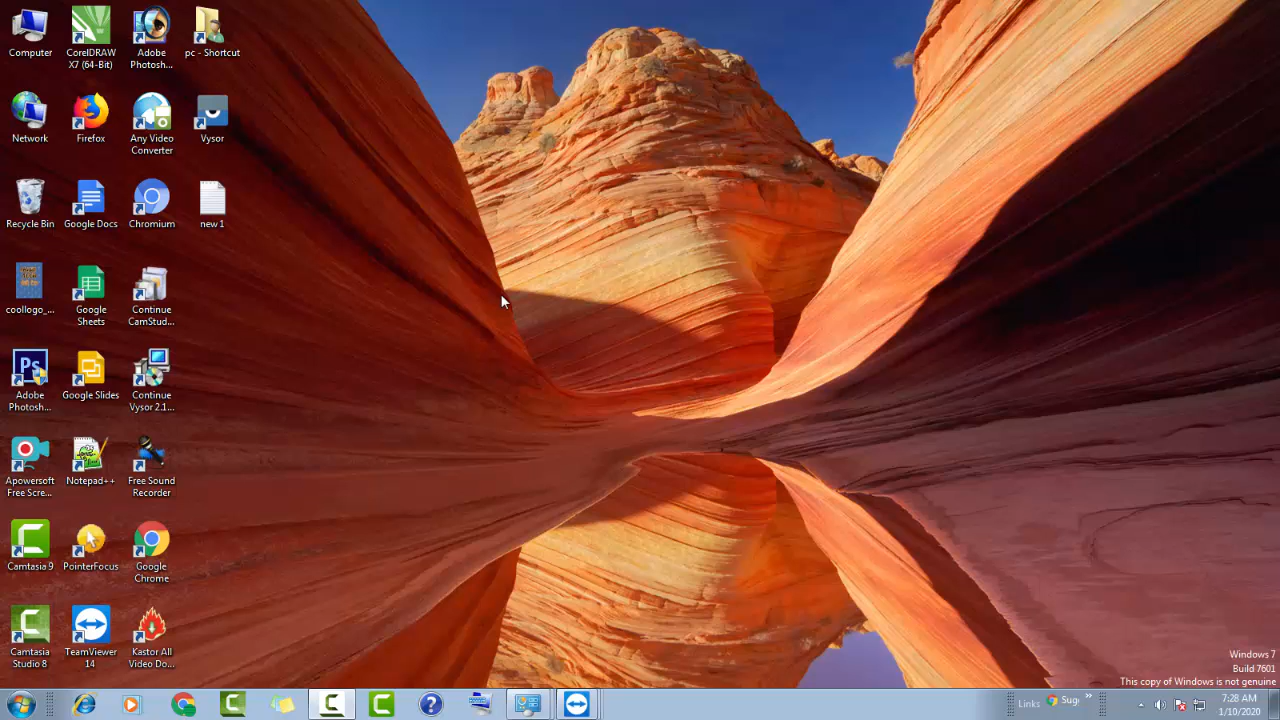 Computer
CorelDRAW
X7 (64-Bit)
Adobe
Photosh...
pc - Shortcut
Network
Firefox
Any Video
Converter
Vysor
Recycle Bin
Google Docs
Chromium
new 1
coollogo_...
Google
Sheets
Continue
CamStud...
Ps
Adobe
Photosh...
Google Slides
Continue
Vysor 2.1...
Apowersoft
Free Scre...
Notepad++
Free Sound
Recorder
Camtasia 9
PointerFocus
Google
Chrome
Camtasia
Studio 8
TeamViewer
14
Kastor All
Video Do...
Windows 7
Build 7601
This copy of Windows is not genuine
Links
Sug
7:28 AM
1/10/2020